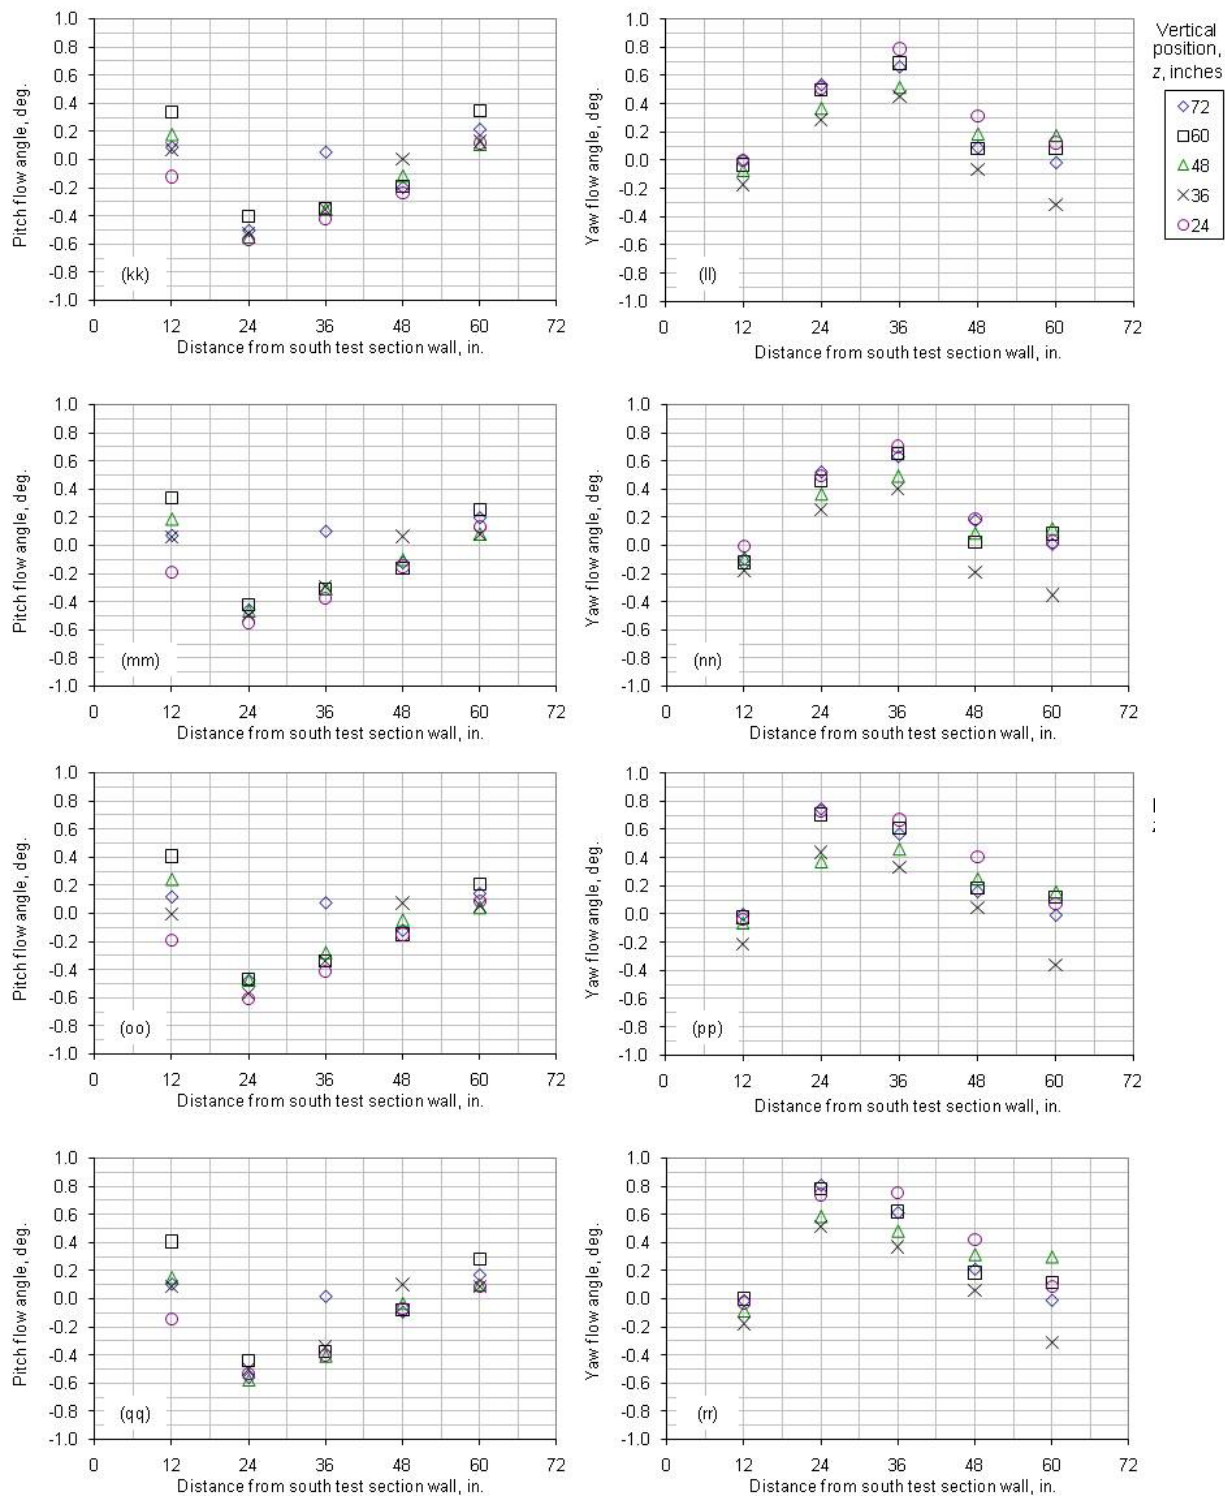 1.0
0.8
0.6
0.4
0.2
0.0
-0.2
-0.4
-0.6
-0.8
-1.0
Pitch flow angle, deg.
(kk)
0 12 24 36 48 60 72
Distance from south test section wall, in.
1.0
0.8
0.6
0.4
0.2
0.0
-0.2
-0.4
-0.6
-0.8
-1.0
Yaw flow angle, deg.
(ll)
0 12 24 36 48 60 72
Distance from south test section wall, in.
Vertical
position,
z, inches
72
60
48
36
24
1.0
0.8
0.6
0.4
0.2
0.0
-0.2
-0.4
-0.6
-0.8
-1.0
Pitch flow angle, deg.
(mm)
0 12 24 36 48 60 72
Distance from south test section wall, in.
1.0
0.8
0.6
0.4
0.2
0.0
-0.2
-0.4
-0.6
-0.8
-1.0
Yaw flow angle, deg.
(nn)
0 12 24 36 48 60 72
Distance from south test section wall, in.
1.0
0.8
0.6
0.4
0.2
0.0
-0.2
-0.4
-0.6
-0.8
-1.0
Pitch flow angle, deg.
(oo)
0 12 24 36 48 60 72
Distance from south test section wall, in.
1.0
0.8
0.6
0.4
0.2
0.0
-0.2
-0.4
-0.6
-0.8
-1.0
Yaw flow angle, deg.
(pp)
0 12 24 36 48 60 72
Distance from south test section wall, in.
1.0
0.8
0.6
0.4
0.2
0.0
-0.2
-0.4
-0.6
-0.8
-1.0
Pitch flow angle, deg.
(qq)
0 12 24 36 48 60 72
Distance from south test section wall, in.
1.0
0.8
0.6
0.4
0.2
0.0
-0.2
-0.4
-0.6
-0.8
-1.0
Yaw flow angle, deg.
(rr)
0 12 24 36 48 60 72
Distance from south test section wall, in.